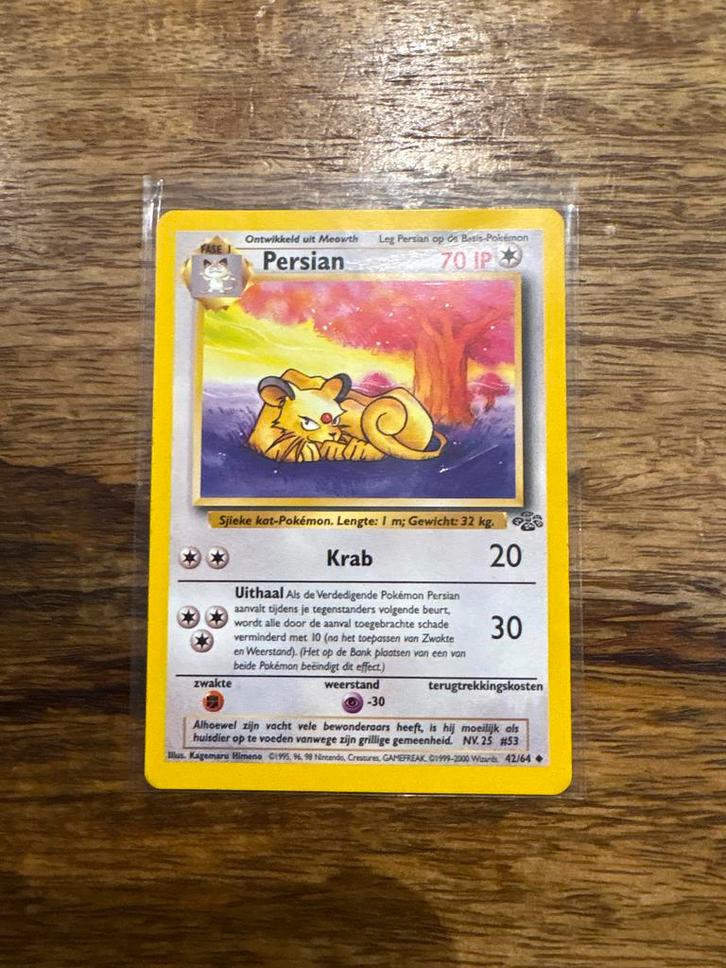 Ontwikkeld uit Meowth Leg Persian op de Basis-Pokémon
FASE 1
Persian 70 IP
Sjieke kat-Pokémon. Lengte: 1 m; Gewicht: 32 kg.
Krab 20
Uithaal Als de Verdedigende Pokémon Persian
aanvalt tijdens je tegenstanders volgende beurt,
wordt alle door de aanval toegebrachte schade
verminderd met 10 (na het toepassen van Zwakte
en Weerstand). (Het op de Bank plaatsen van een van
beide Pokémon beëindigt dit effect.)
30
zwakte weerstand terugtrekkingskosten
-30
Alhoewel zijn vacht vele bewonderaars heeft, is hij moeilijk als
huisdier op te voeden vanwege zijn grillige gemeenheid. NV. 25 #53
Illus. Kagemaru Himeno ©1995, 96, 98 Nintendo, Creatures, GAMEFREAK. ©1999-2000 Wizards. 42/64